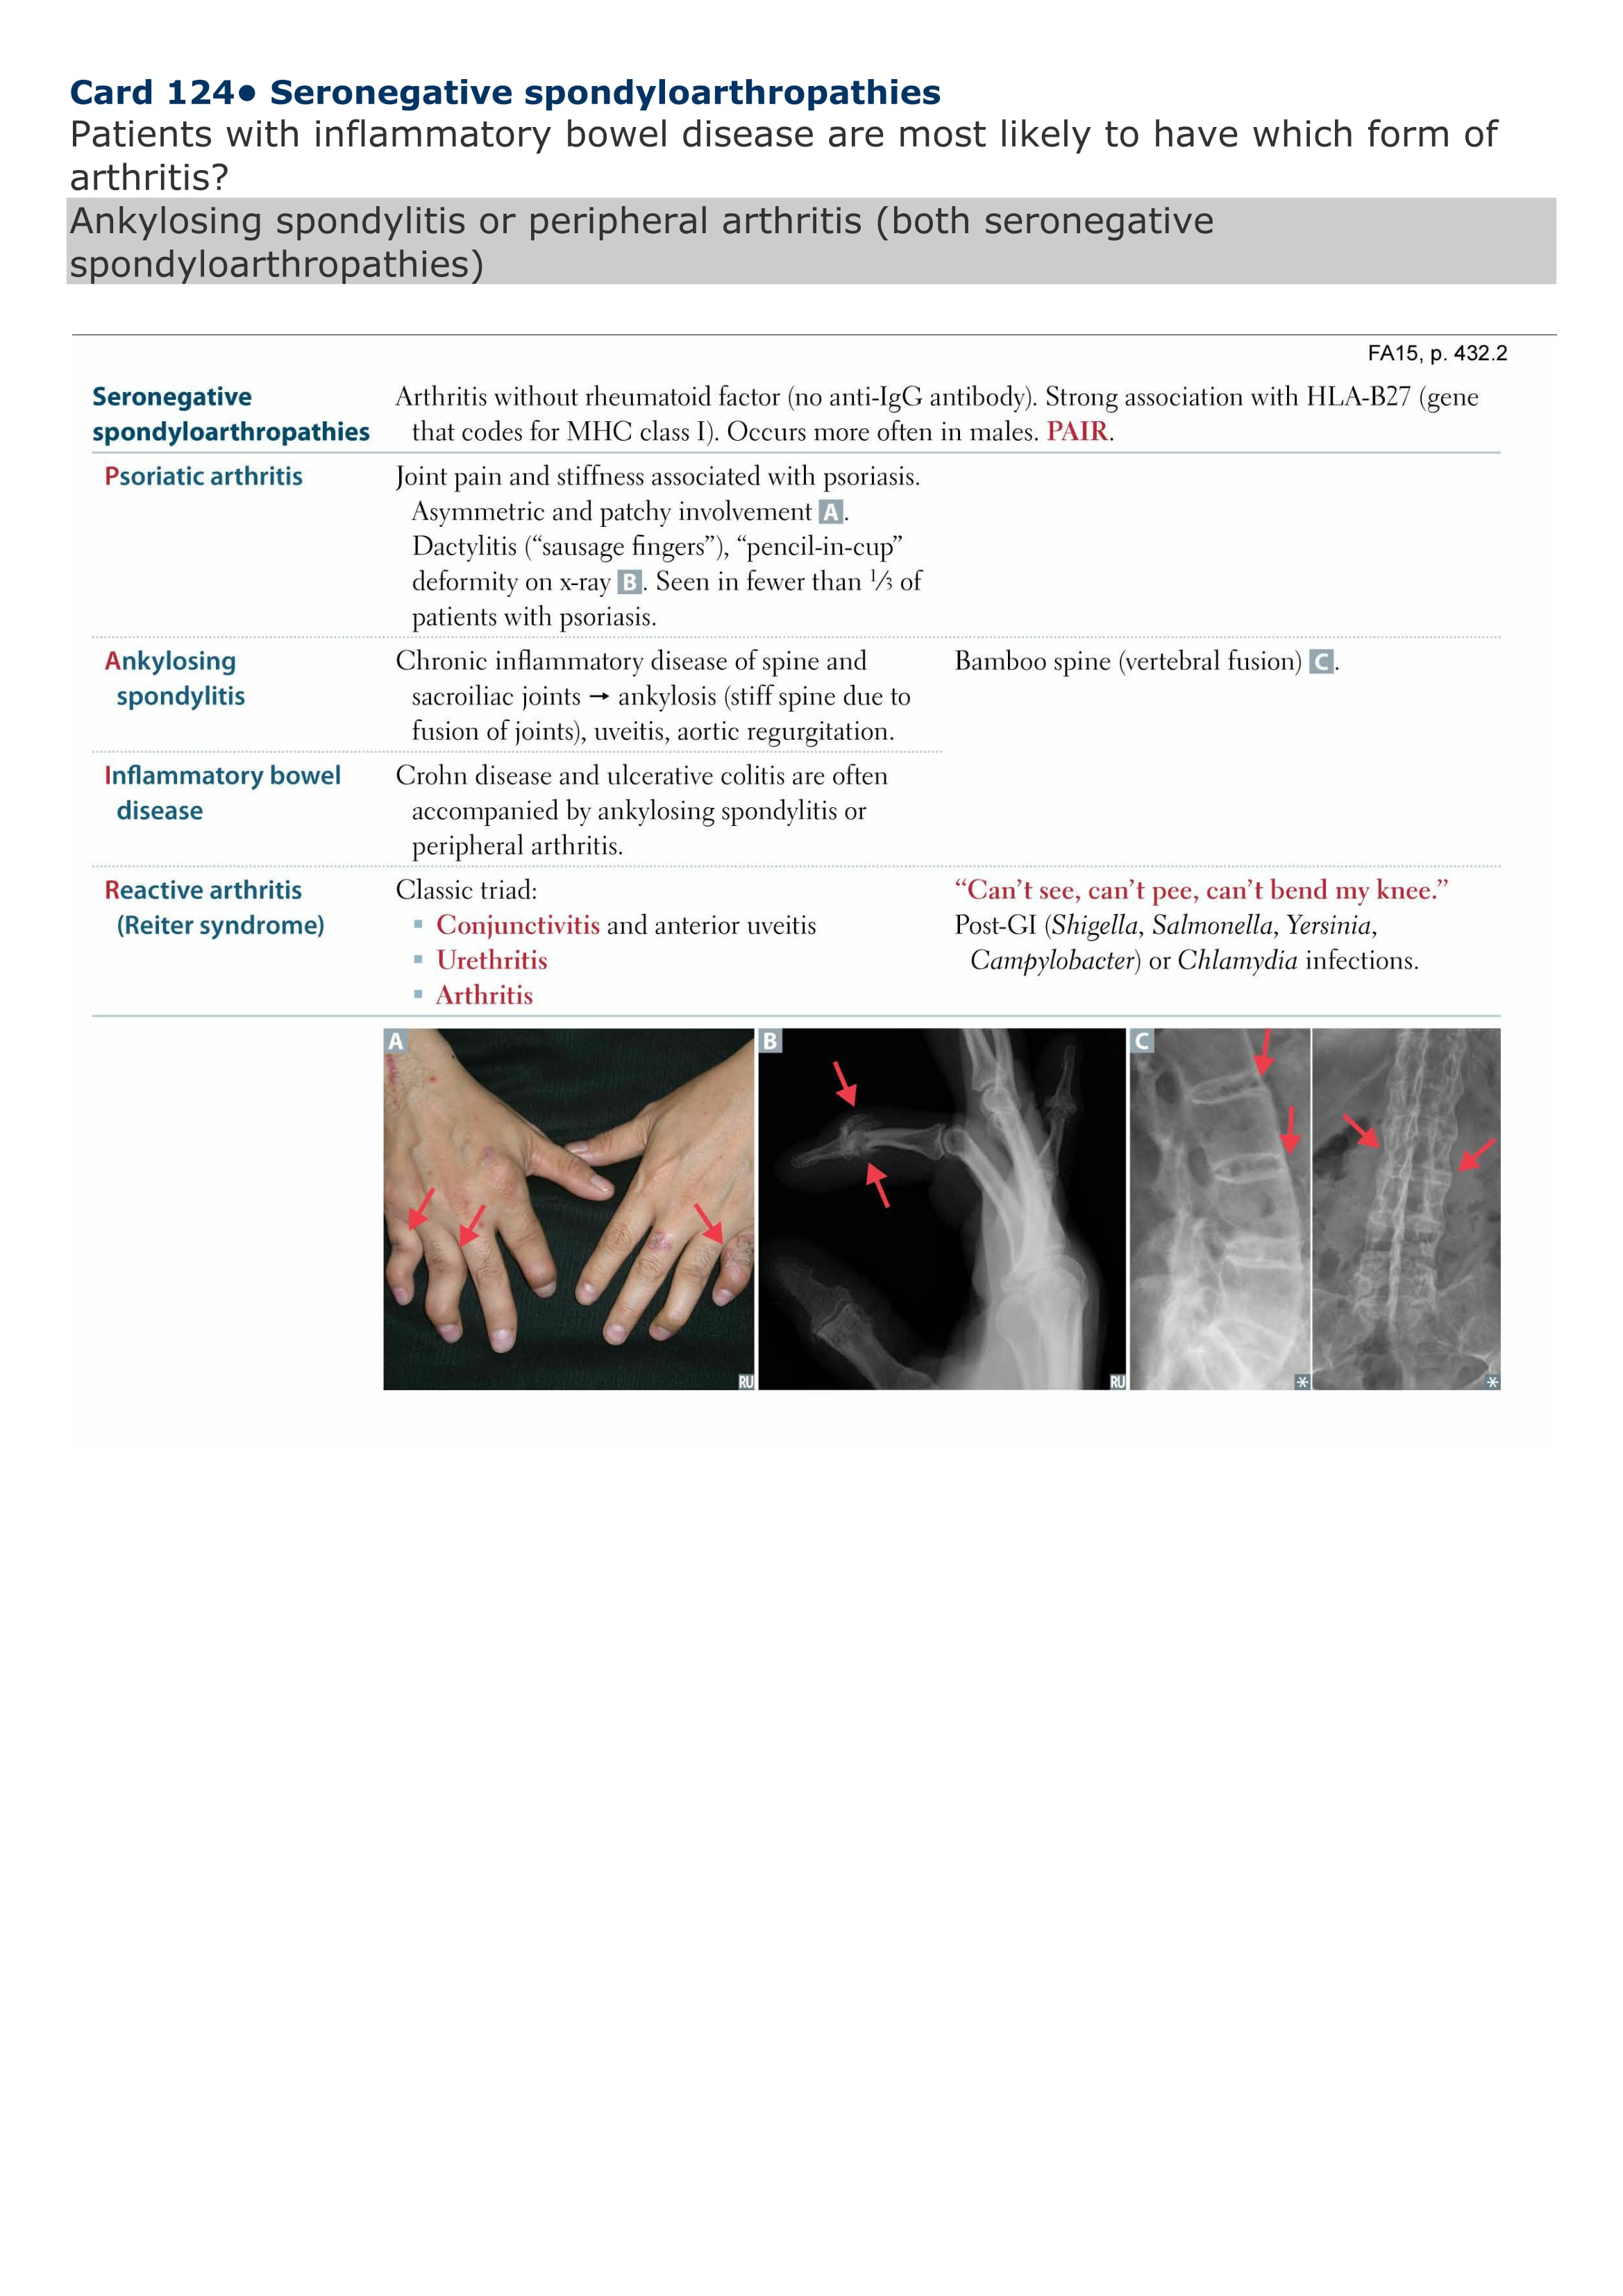 Card 124• Seronegative spondyloarthropathies
Patients with inflammatory bowel disease are most likely to have which form of
arthritis?
Ankylosing spondylitis or peripheral arthritis (both seronegative
spondyloarthropathies)
FA15, p. 432.2
Seronegative
spondyloarthropathies
Arthritis without rheumatoid factor (no anti-IgG antibody). Strong association with HLA-B27 (gene
that codes for MHC class I). Occurs more often in males. PAIR.
Psoriatic arthritis
Joint pain and stiffness associated with psoriasis.
Asymmetric and patchy involvement A.
Dactylitis (“sausage fingers”), “pencil-in-cup”
deformity on x-ray B. Seen in fewer than ⅓ of
patients with psoriasis.
Ankylosing
spondylitis
Chronic inflammatory disease of spine and
sacroiliac joints → ankylosis (stiff spine due to
fusion of joints), uveitis, aortic regurgitation.
Bamboo spine (vertebral fusion) C.
Inflammatory bowel
disease
Crohn disease and ulcerative colitis are often
accompanied by ankylosing spondylitis or
peripheral arthritis.
Reactive arthritis
(Reiter syndrome)
Classic triad:
▪ Conjunctivitis and anterior uveitis
▪ Urethritis
▪ Arthritis
“Can’t see, can’t pee, can’t bend my knee.”
Post-GI (Shigella, Salmonella, Yersinia,
Campylobacter) or Chlamydia infections.
A
B
C
RU
RU
*
*